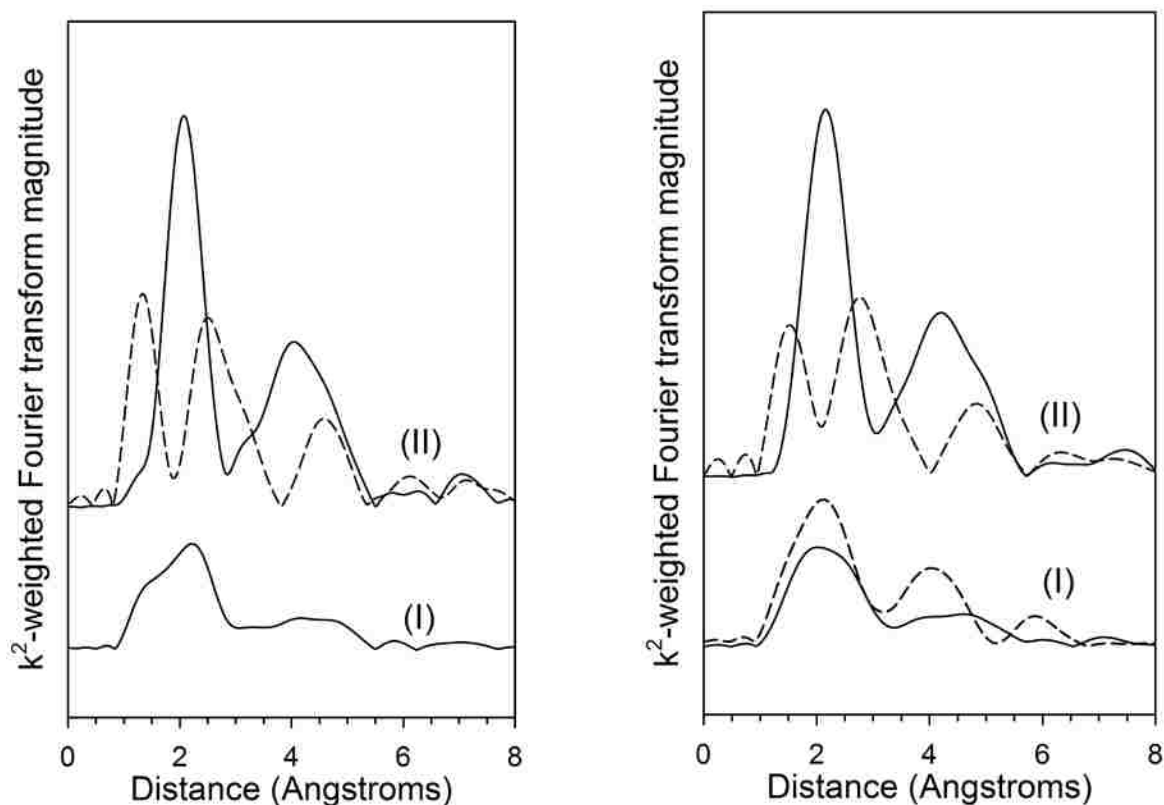 k²-weighted Fourier transform magnitude
(II)
(I)
0 2 4 6 8
Distance (Angstroms)
k²-weighted Fourier transform magnitude
(II)
(I)
0 2 4 6 8
Distance (Angstroms)